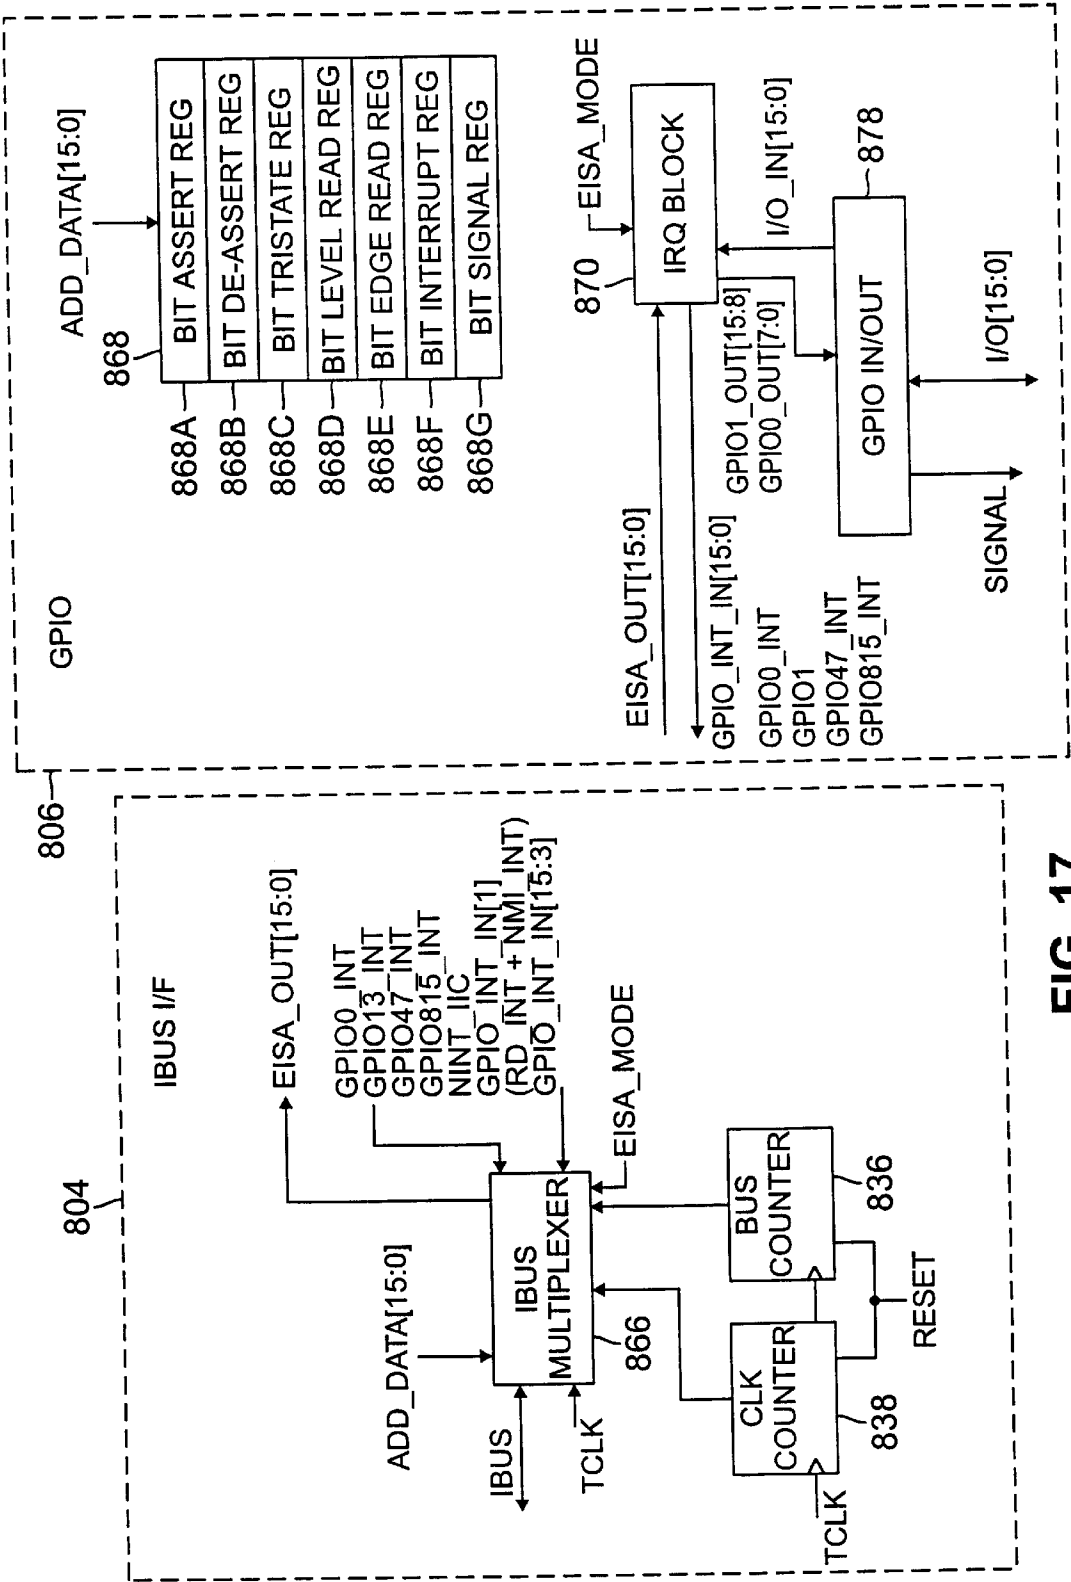 804
IBUS I/F
ADD_DATA[15:0]
EISA_OUT[15:0]
GPIO0_INT
GPIO13_INT
GPIO47_INT
GPIO815_INT
NINT_IIC
GPIO_INT_IN[1]
(RD_INT + NMI_INT)
GPIO_INT_IN[15:3]
IBUS
IBUS
MULTIPLEXER
TCLK
866
EISA_MODE
CLK
COUNTER
838
BUS
COUNTER
836
TCLK
RESET
806
GPIO
ADD_DATA[15:0]
868
868A
BIT ASSERT REG
868B
BIT DE-ASSERT REG
868C
BIT TRISTATE REG
868D
BIT LEVEL READ REG
868E
BIT EDGE READ REG
868F
BIT INTERRUPT REG
868G
BIT SIGNAL REG
EISA_MODE
870
EISA_OUT[15:0]
IRQ BLOCK
GPIO_INT_IN[15:0]
GPIO0_INT
GPIO1
GPIO47_INT
GPIO815_INT
GPIO1_OUT[15:8]
GPIO0_OUT[7:0]
I/O_IN[15:0]
878
GPIO IN/OUT
SIGNAL
I/O[15:0]
FIG. 17